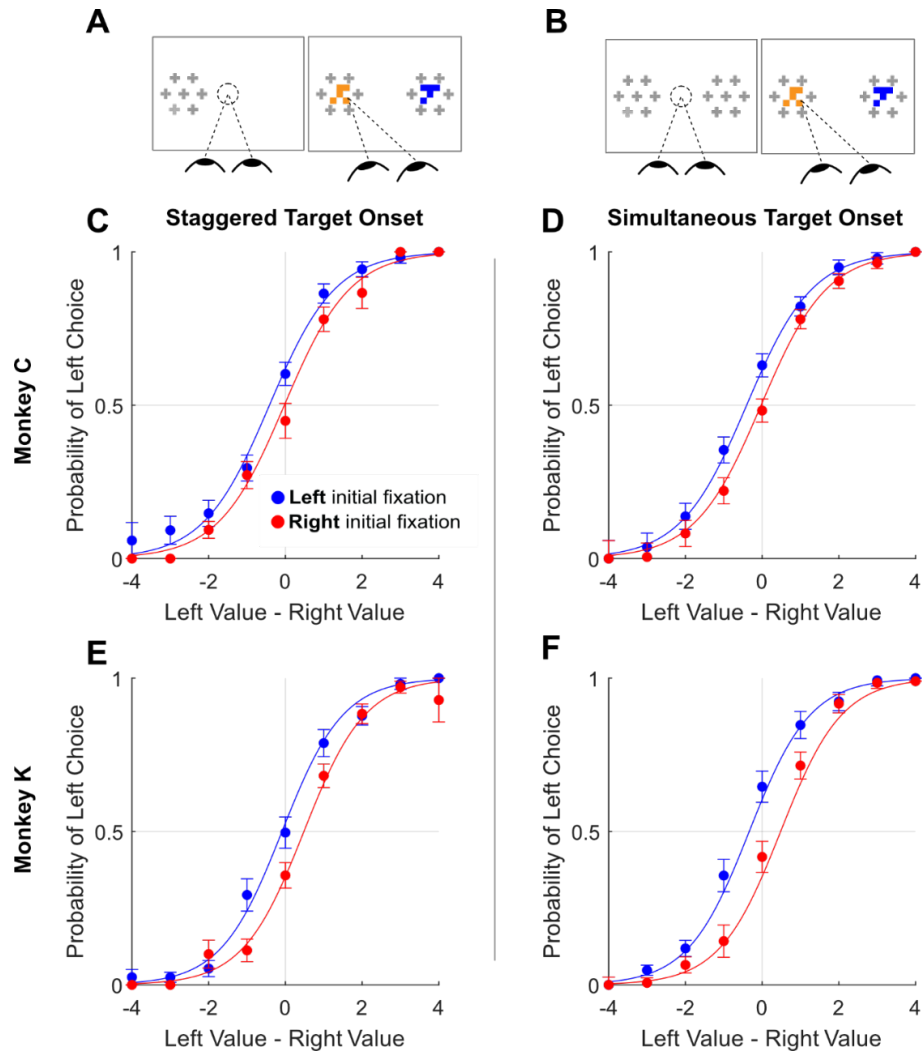 A
B
C
Staggered Target Onset
D
Simultaneous Target Onset
Monkey C
Probability of Left Choice
1
0.5
0
-4
-2
0
2
4
Left Value - Right Value
Left initial fixation
Right initial fixation
Probability of Left Choice
1
0.5
0
-4
-2
0
2
4
Left Value - Right Value
E
F
Monkey K
Probability of Left Choice
1
0.5
0
-4
-2
0
2
4
Left Value - Right Value
Probability of Left Choice
1
0.5
0
-4
-2
0
2
4
Left Value - Right Value